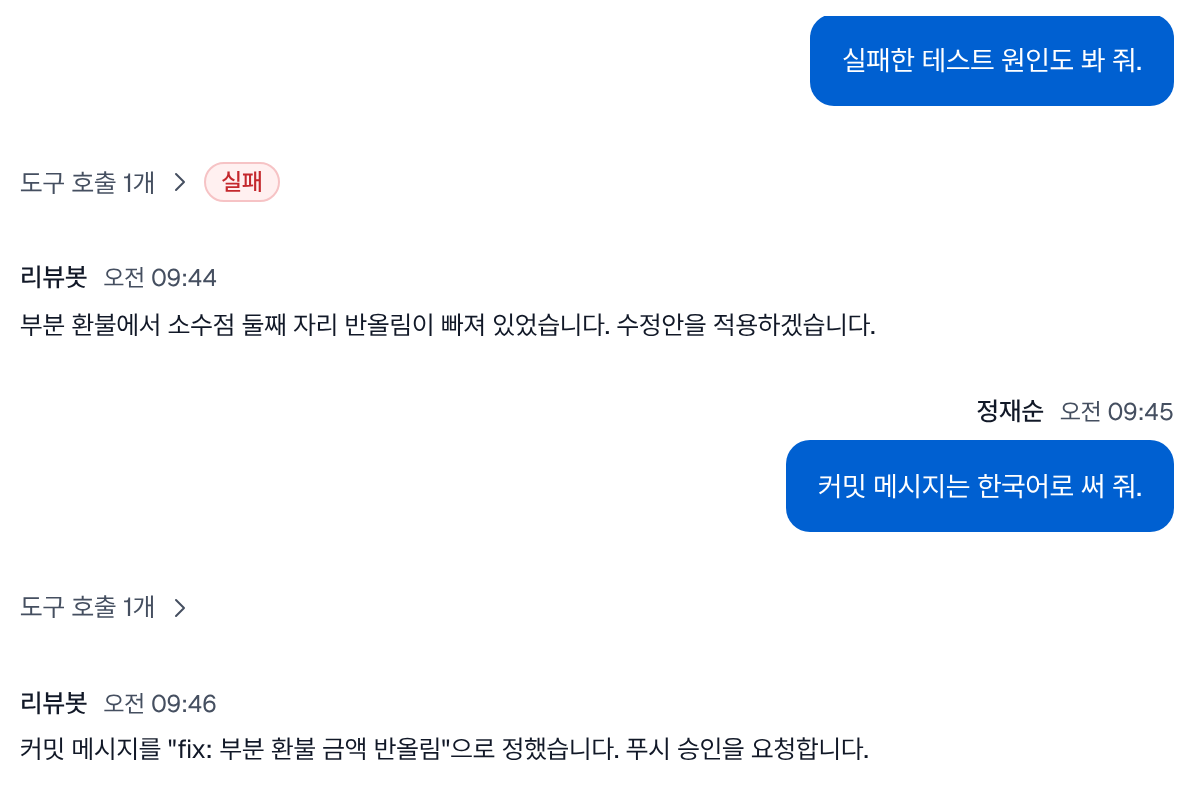 실패한 테스트 원인도 봐 줘.
도구 호출 1개 > 실패
리뷰봇 오전 09:44
부분 환불에서 소수점 둘째 자리 반올림이 빠져 있었습니다. 수정안을 적용하겠습니다.
정재순 오전 09:45
커밋 메시지는 한국어로 써 줘.
도구 호출 1개 >
리뷰봇 오전 09:46
커밋 메시지를 "fix: 부분 환불 금액 반올림"으로 정했습니다. 푸시 승인을 요청합니다.